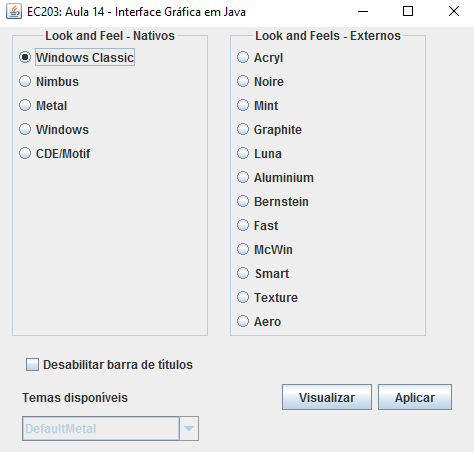 EC203: Aula 14 - Interface Gráfica em Java
Look and Feel - Nativos
Windows Classic
Nimbus
Metal
Windows
CDE/Motif
Look and Feels - Externos
Acryl
Noire
Mint
Graphite
Luna
Aluminium
Bernstein
Fast
McWin
Smart
Texture
Aero
Desabilitar barra de títulos
Temas disponíveis
DefaultMetal
Visualizar
Aplicar